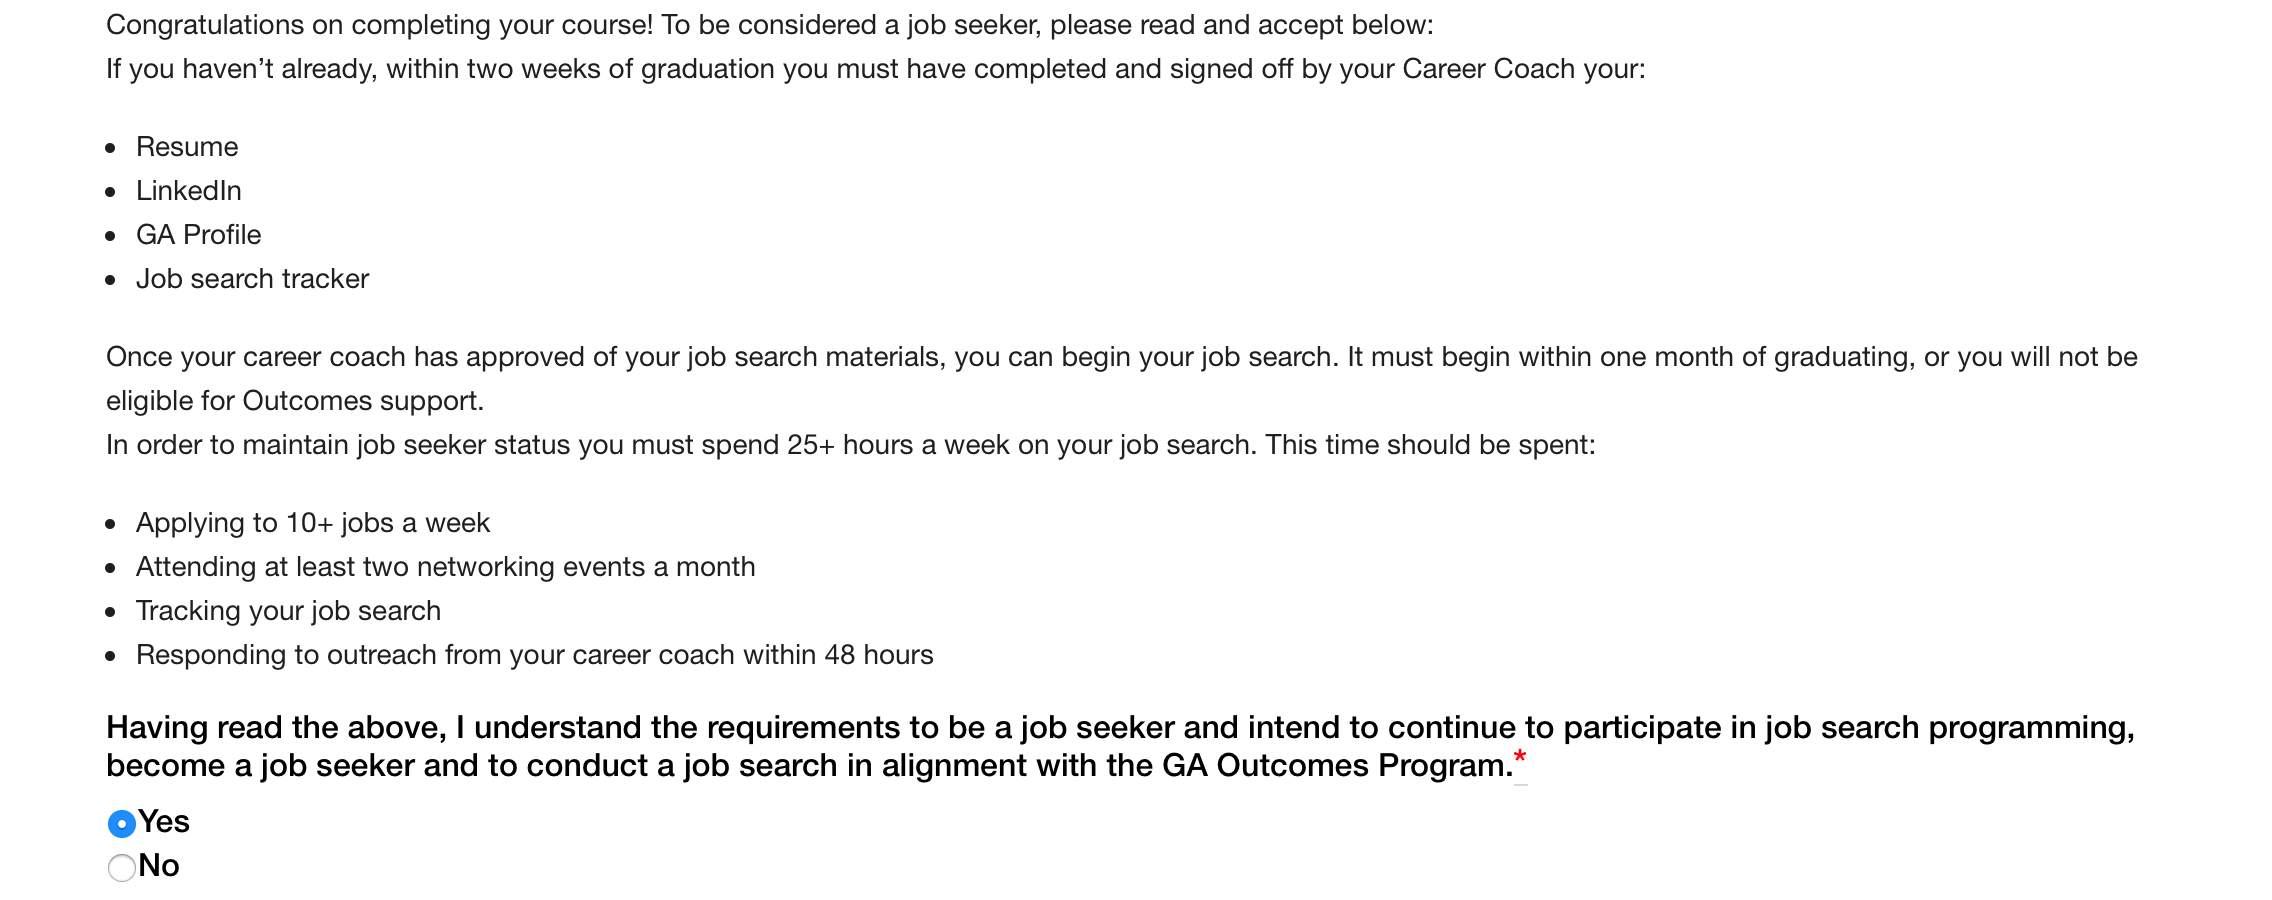 Congratulations on completing your course! To be considered a job seeker, please read and accept below:
If you haven’t already, within two weeks of graduation you must have completed and signed off by your Career Coach your:
• Resume
• LinkedIn
• GA Profile
• Job search tracker
Once your career coach has approved of your job search materials, you can begin your job search. It must begin within one month of graduating, or you will not be
eligible for Outcomes support.
In order to maintain job seeker status you must spend 25+ hours a week on your job search. This time should be spent:
• Applying to 10+ jobs a week
• Attending at least two networking events a month
• Tracking your job search
• Responding to outreach from your career coach within 48 hours
Having read the above, I understand the requirements to be a job seeker and intend to continue to participate in job search programming,
become a job seeker and to conduct a job search in alignment with the GA Outcomes Program.*
Yes
No